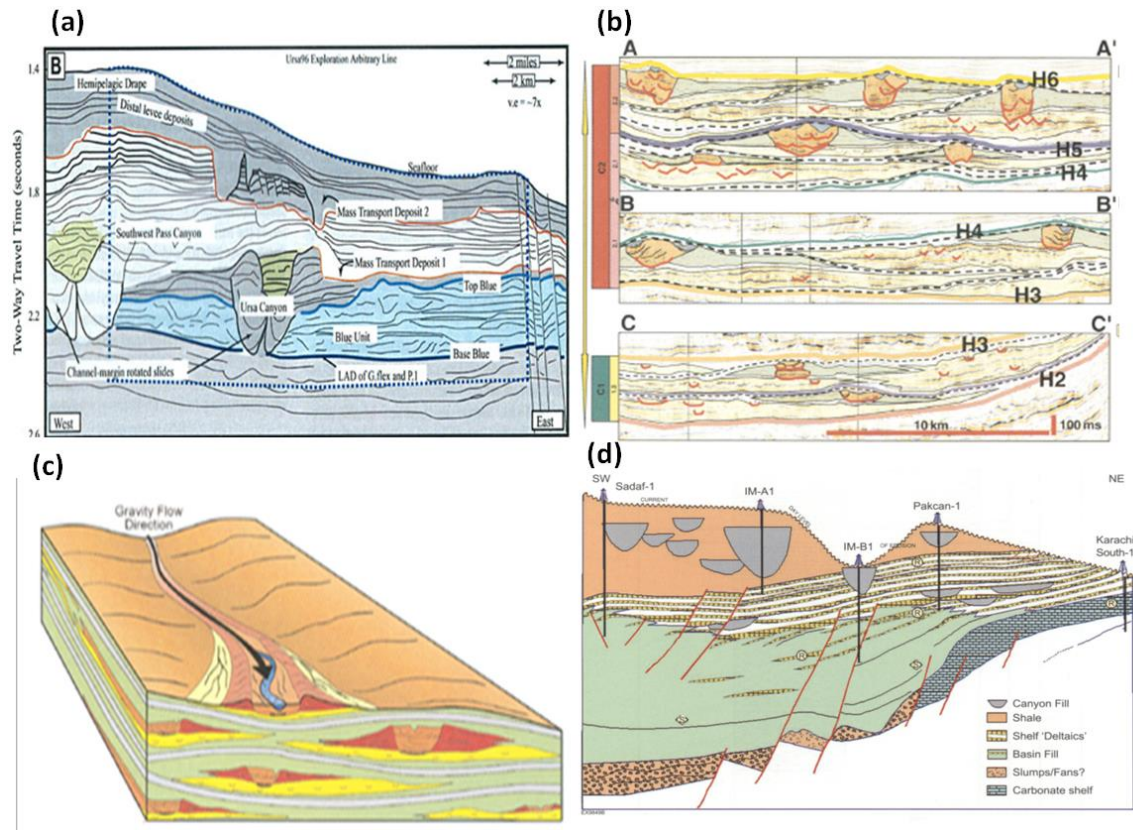 (a)
B
Ursa96 Exploration Arbitrary Line
2 miles
2 km
v.e = ~7x
1.4
Hemipelagic Drape
Distal levee deposits
Seafloor
1.8
Mass Transport Deposit 2
Southwest Pass Canyon
Mass Transport Deposit 1
Top Blue
Ursa Canyon
2.2
Blue Unit
Base Blue
Channel-margin rotated slides
LAD of G.flex and P.1
2.6
West
East
Two-Way Travel Time (seconds)
(b)
A
A'
H6
H5
H4
C2
B
B'
H4
H3
C
C'
H3
H2
C1
10 km
100 ms
(c)
Gravity Flow
Direction
(d)
SW
NE
Sadaf-1
IM-A1
Pakcan-1
CURRENT
IM-B1
OF EROSION
Karachi
South-1
R
R
R
R
Canyon Fill
Shale
Shelf 'Deltaics'
Basin Fill
Slumps/Fans?
Carbonate shelf